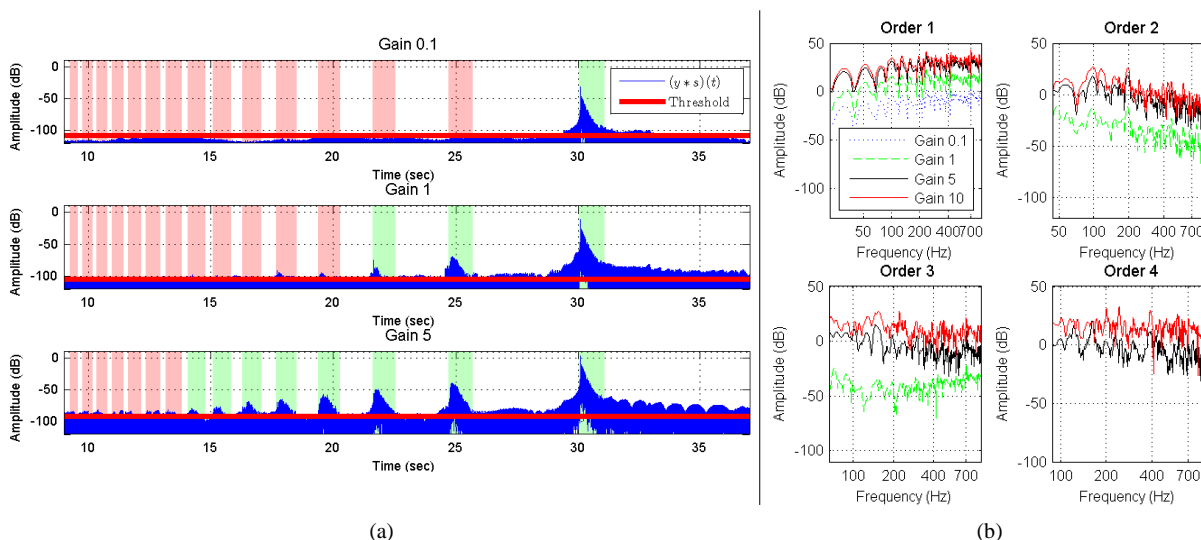 Gain 0.1
0
-50
-100
Amplitude (dB)
(y * s)(t)
Threshold
10 15 20 25 30 35
Time (sec)
Gain 1
0
-50
-100
Amplitude (dB)
10 15 20 25 30 35
Time (sec)
Gain 5
0
-50
-100
Amplitude (dB)
10 15 20 25 30 35
Time (sec)
(a)
Order 1
50
0
-50
-100
Amplitude (dB)
Gain 0.1
Gain 1
Gain 5
Gain 10
50 100 200 400 700
Frequency (Hz)
Order 2
50
0
-50
-100
Amplitude (dB)
50 100 200 400 700
Frequency (Hz)
Order 3
50
0
-50
-100
Amplitude (dB)
100 200 400 700
Frequency (Hz)
Order 4
50
0
-50
-100
Amplitude (dB)
100 200 400 700
Frequency (Hz)
(b)